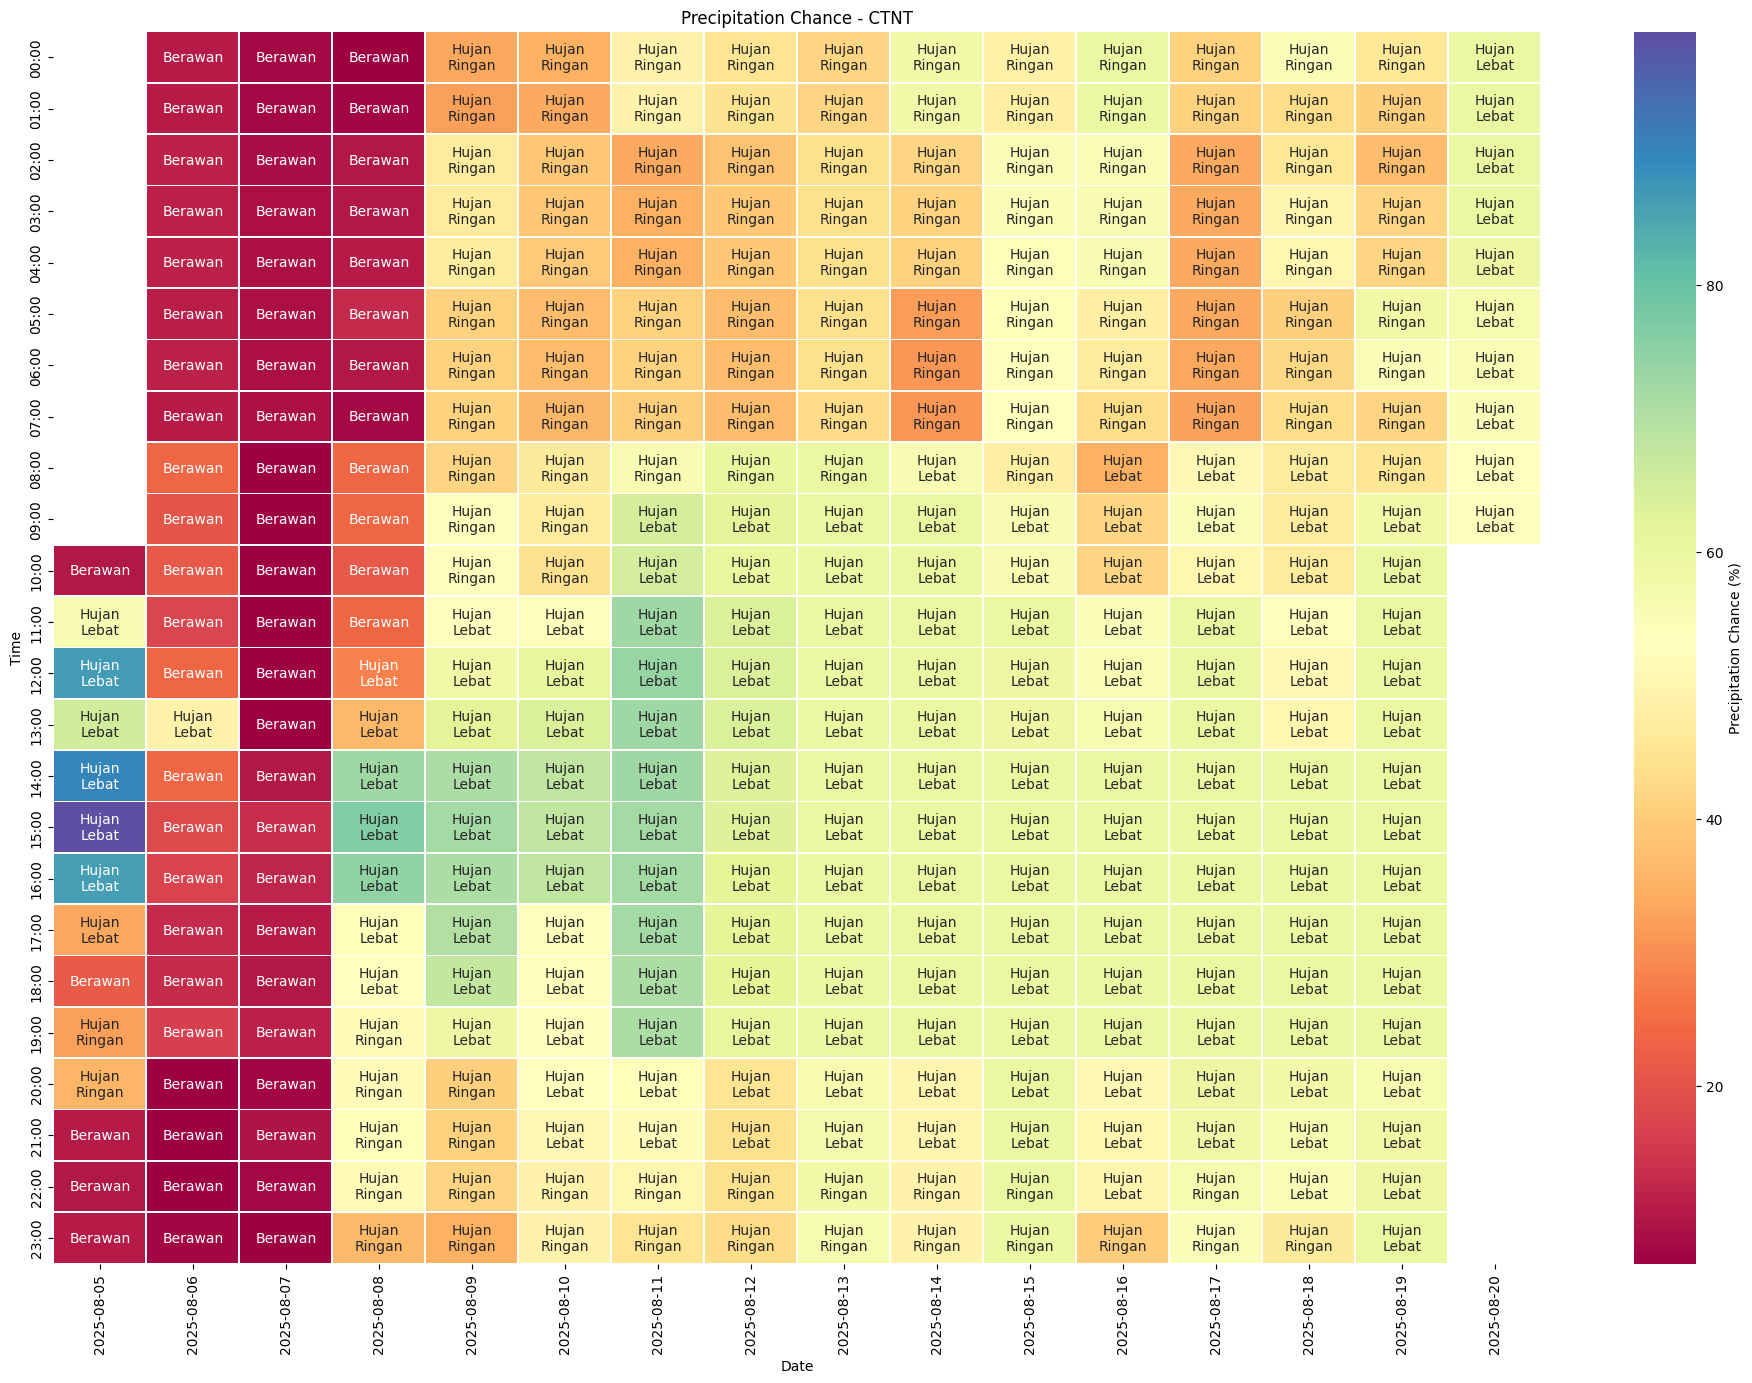 Precipitation Chance - CTNT
00:00 Berawan Berawan Berawan Hujan Ringan Hujan Ringan Hujan Ringan Hujan Ringan Hujan Ringan Hujan Ringan Hujan Ringan Hujan Ringan Hujan Ringan Hujan Ringan Hujan Ringan Hujan Lebat
01:00 Berawan Berawan Berawan Hujan Ringan Hujan Ringan Hujan Ringan Hujan Ringan Hujan Ringan Hujan Ringan Hujan Ringan Hujan Ringan Hujan Ringan Hujan Ringan Hujan Ringan Hujan Lebat
02:00 Berawan Berawan Berawan Hujan Ringan Hujan Ringan Hujan Ringan Hujan Ringan Hujan Ringan Hujan Ringan Hujan Ringan Hujan Ringan Hujan Ringan Hujan Ringan Hujan Ringan Hujan Lebat
03:00 Berawan Berawan Berawan Hujan Ringan Hujan Ringan Hujan Ringan Hujan Ringan Hujan Ringan Hujan Ringan Hujan Ringan Hujan Ringan Hujan Ringan Hujan Ringan Hujan Ringan Hujan Lebat
04:00 Berawan Berawan Berawan Hujan Ringan Hujan Ringan Hujan Ringan Hujan Ringan Hujan Ringan Hujan Ringan Hujan Ringan Hujan Ringan Hujan Ringan Hujan Ringan Hujan Ringan Hujan Lebat
05:00 Berawan Berawan Berawan Hujan Ringan Hujan Ringan Hujan Ringan Hujan Ringan Hujan Ringan Hujan Ringan Hujan Ringan Hujan Ringan Hujan Ringan Hujan Ringan Hujan Ringan Hujan Lebat
06:00 Berawan Berawan Berawan Hujan Ringan Hujan Ringan Hujan Ringan Hujan Ringan Hujan Ringan Hujan Ringan Hujan Ringan Hujan Ringan Hujan Ringan Hujan Ringan Hujan Ringan Hujan Lebat
07:00 Berawan Berawan Berawan Hujan Ringan Hujan Ringan Hujan Ringan Hujan Ringan Hujan Ringan Hujan Ringan Hujan Ringan Hujan Ringan Hujan Ringan Hujan Ringan Hujan Ringan Hujan Lebat
08:00 Berawan Berawan Berawan Hujan Ringan Hujan Ringan Hujan Ringan Hujan Ringan Hujan Ringan Hujan Lebat Hujan Ringan Hujan Lebat Hujan Lebat Hujan Lebat Hujan Ringan Hujan Lebat
09:00 Berawan Berawan Berawan Hujan Ringan Hujan Ringan Hujan Lebat Hujan Lebat Hujan Lebat Hujan Lebat Hujan Lebat Hujan Lebat Hujan Lebat Hujan Lebat Hujan Lebat Hujan Lebat
10:00 Berawan Berawan Berawan Berawan Hujan Ringan Hujan Ringan Hujan Lebat Hujan Lebat Hujan Lebat Hujan Lebat Hujan Lebat Hujan Lebat Hujan Lebat Hujan Lebat Hujan Lebat
11:00 Hujan Lebat Berawan Berawan Berawan Hujan Lebat Hujan Lebat Hujan Lebat Hujan Lebat Hujan Lebat Hujan Lebat Hujan Lebat Hujan Lebat Hujan Lebat Hujan Lebat Hujan Lebat
12:00 Hujan Lebat Berawan Berawan Hujan Lebat Hujan Lebat Hujan Lebat Hujan Lebat Hujan Lebat Hujan Lebat Hujan Lebat Hujan Lebat Hujan Lebat Hujan Lebat Hujan Lebat Hujan Lebat
13:00 Hujan Lebat Hujan Lebat Berawan Hujan Lebat Hujan Lebat Hujan Lebat Hujan Lebat Hujan Lebat Hujan Lebat Hujan Lebat Hujan Lebat Hujan Lebat Hujan Lebat Hujan Lebat Hujan Lebat
14:00 Hujan Lebat Berawan Berawan Hujan Lebat Hujan Lebat Hujan Lebat Hujan Lebat Hujan Lebat Hujan Lebat Hujan Lebat Hujan Lebat Hujan Lebat Hujan Lebat Hujan Lebat Hujan Lebat
15:00 Hujan Lebat Berawan Berawan Hujan Lebat Hujan Lebat Hujan Lebat Hujan Lebat Hujan Lebat Hujan Lebat Hujan Lebat Hujan Lebat Hujan Lebat Hujan Lebat Hujan Lebat Hujan Lebat
16:00 Hujan Lebat Berawan Berawan Hujan Lebat Hujan Lebat Hujan Lebat Hujan Lebat Hujan Lebat Hujan Lebat Hujan Lebat Hujan Lebat Hujan Lebat Hujan Lebat Hujan Lebat Hujan Lebat
17:00 Hujan Lebat Berawan Berawan Hujan Lebat Hujan Lebat Hujan Lebat Hujan Lebat Hujan Lebat Hujan Lebat Hujan Lebat Hujan Lebat Hujan Lebat Hujan Lebat Hujan Lebat Hujan Lebat
18:00 Berawan Berawan Berawan Hujan Lebat Hujan Lebat Hujan Lebat Hujan Lebat Hujan Lebat Hujan Lebat Hujan Lebat Hujan Lebat Hujan Lebat Hujan Lebat Hujan Lebat Hujan Lebat
19:00 Hujan Ringan Berawan Berawan Hujan Ringan Hujan Lebat Hujan Lebat Hujan Lebat Hujan Lebat Hujan Lebat Hujan Lebat Hujan Lebat Hujan Lebat Hujan Lebat Hujan Lebat Hujan Lebat
20:00 Hujan Ringan Berawan Berawan Hujan Ringan Hujan Ringan Hujan Lebat Hujan Lebat Hujan Lebat Hujan Lebat Hujan Lebat Hujan Lebat Hujan Lebat Hujan Lebat Hujan Lebat Hujan Lebat
21:00 Berawan Berawan Berawan Hujan Ringan Hujan Ringan Hujan Lebat Hujan Lebat Hujan Lebat Hujan Lebat Hujan Lebat Hujan Lebat Hujan Lebat Hujan Lebat Hujan Lebat Hujan Lebat
22:00 Berawan Berawan Berawan Hujan Ringan Hujan Ringan Hujan Ringan Hujan Ringan Hujan Ringan Hujan Ringan Hujan Ringan Hujan Ringan Hujan Lebat Hujan Ringan Hujan Lebat Hujan Lebat
23:00 Berawan Berawan Berawan Hujan Ringan Hujan Ringan Hujan Ringan Hujan Ringan Hujan Ringan Hujan Ringan Hujan Ringan Hujan Ringan Hujan Ringan Hujan Ringan Hujan Ringan Hujan Lebat
Time
2025-08-05 2025-08-06 2025-08-07 2025-08-08 2025-08-09 2025-08-10 2025-08-11 2025-08-12 2025-08-13 2025-08-14 2025-08-15 2025-08-16 2025-08-17 2025-08-18 2025-08-19 2025-08-20
Date
80
60
40
20
Precipitation Chance (%)